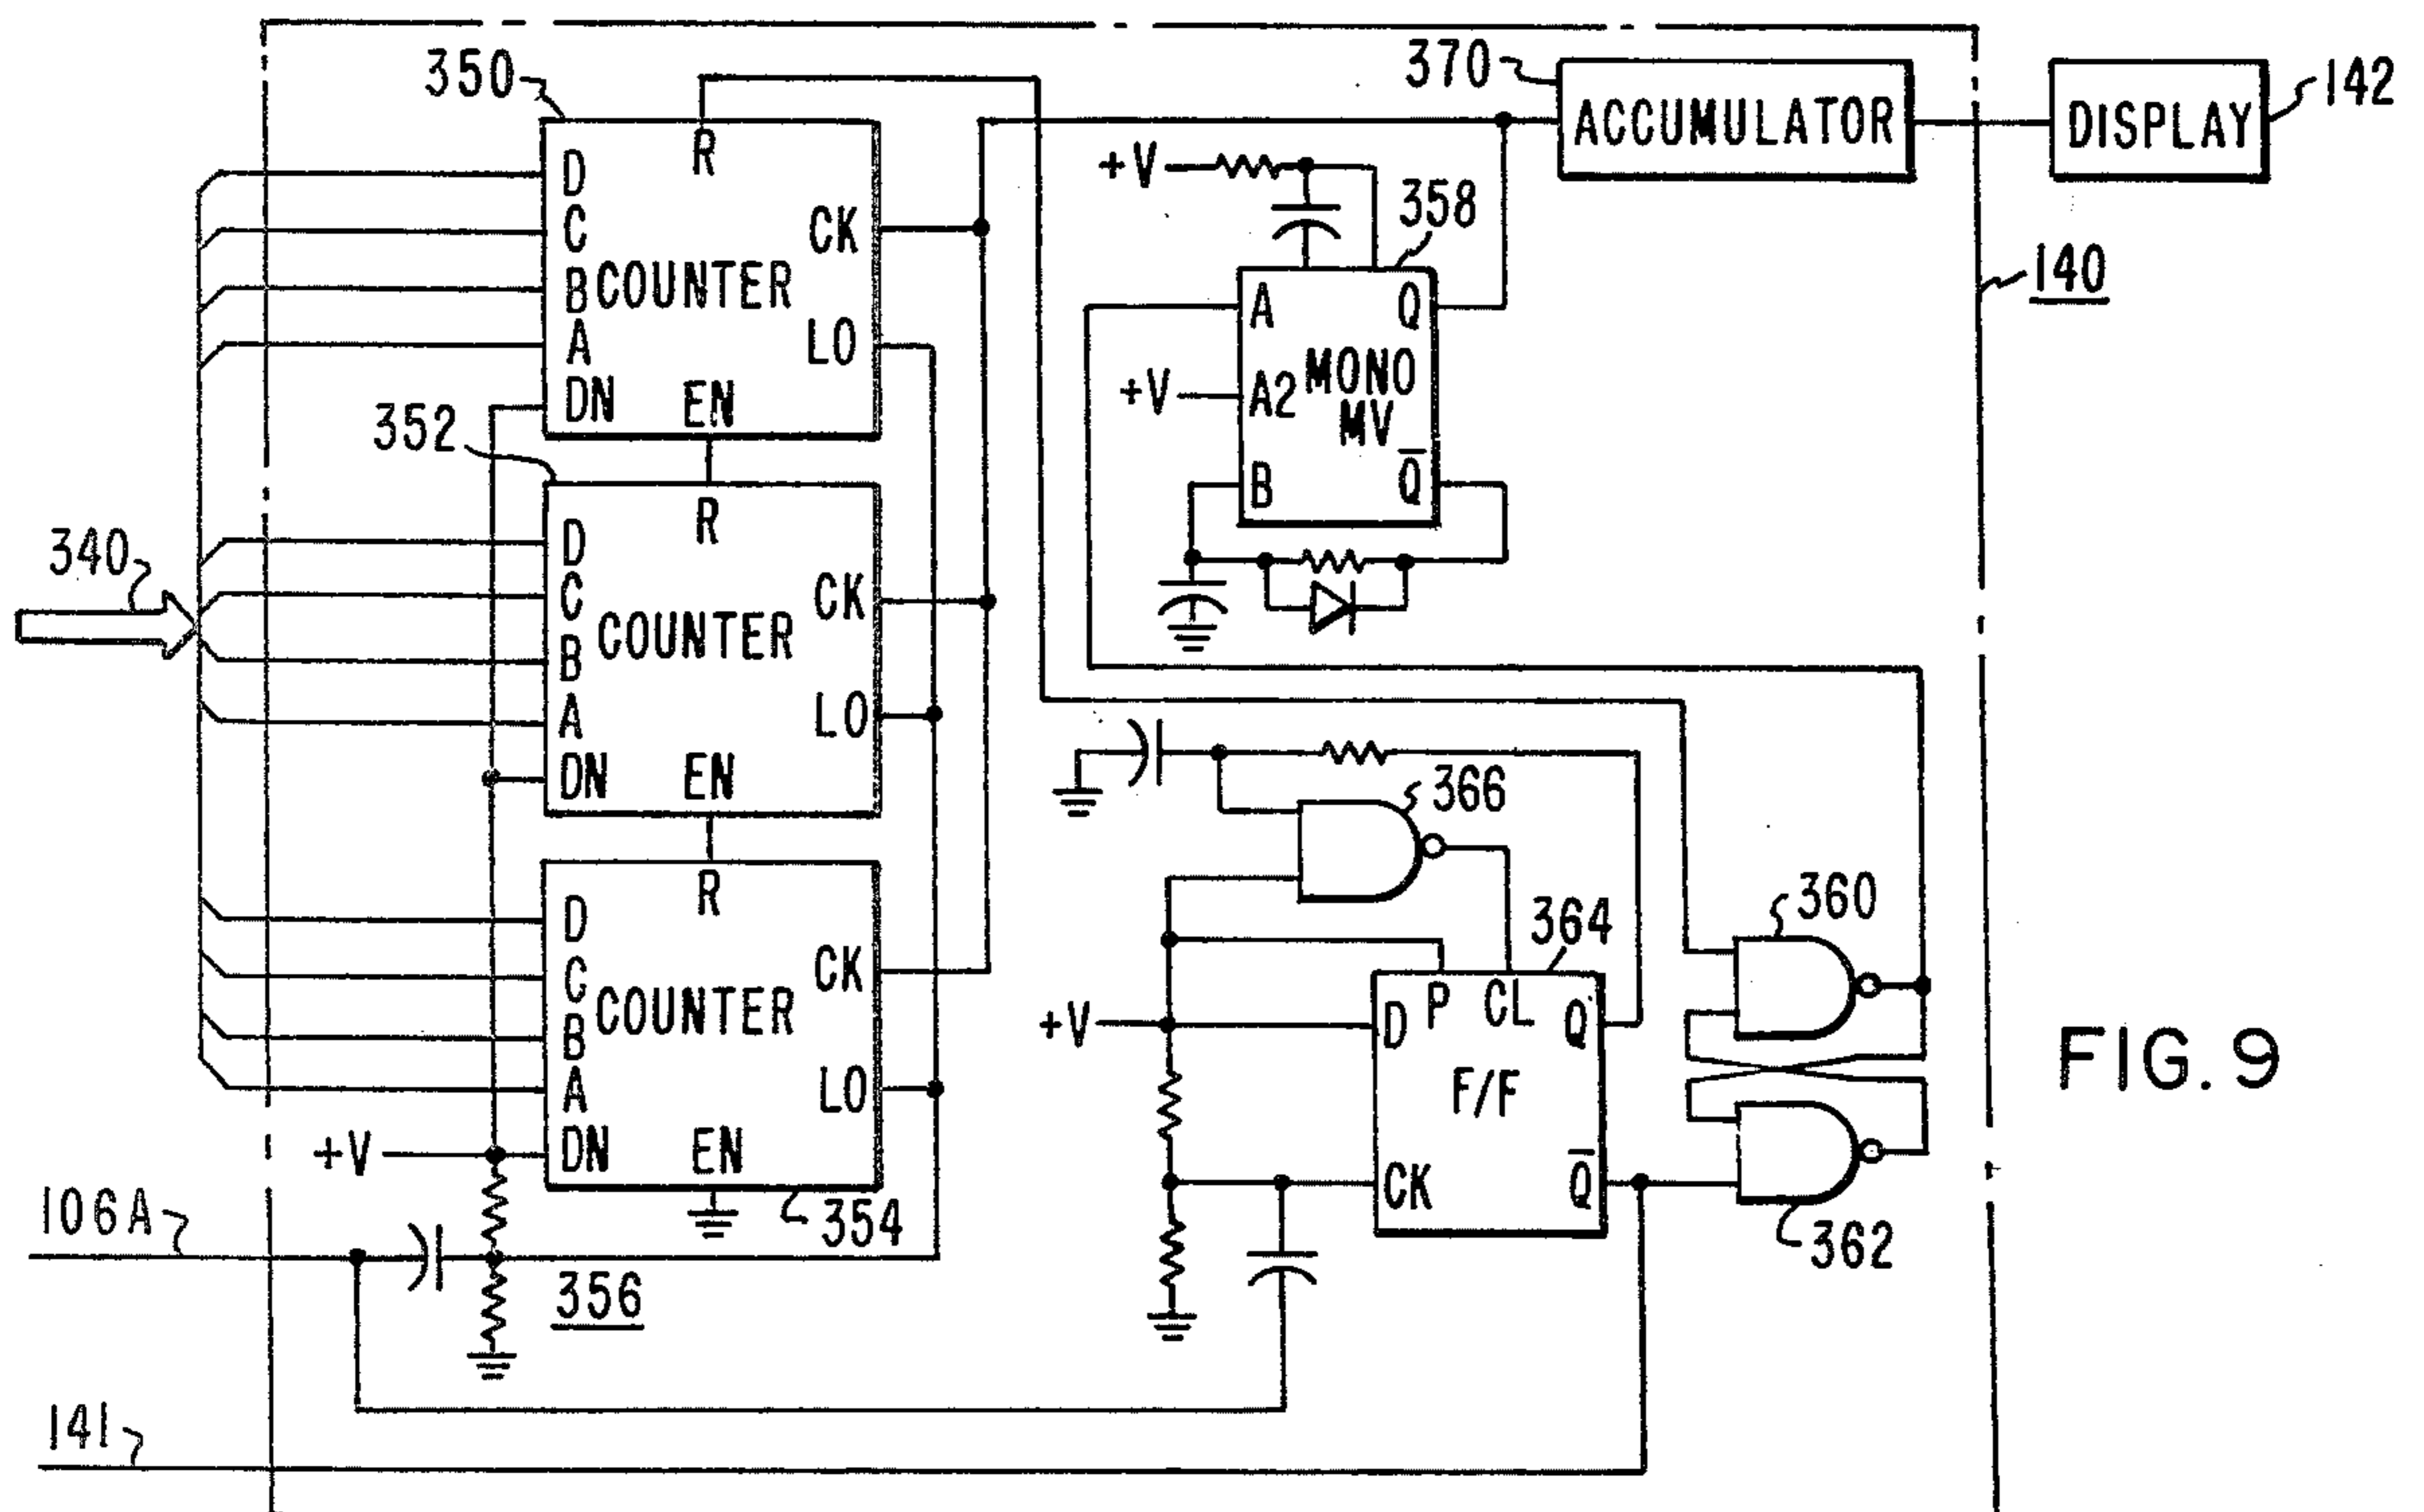 350
370
ACCUMULATOR
DISPLAY
142
R
D
C
B
A
DN
COUNTER
CK
LO
EN
+V
358
A
A2
B
MONO
MV
Q
Q̅
+V
140
352
R
D
C
B
A
DN
COUNTER
CK
LO
EN
340
R
D
C
B
A
DN
COUNTER
CK
LO
EN
354
+V
106A
356
141
366
364
P
CL
D
Q
F/F
CK
Q̅
+V
360
362
FIG. 9